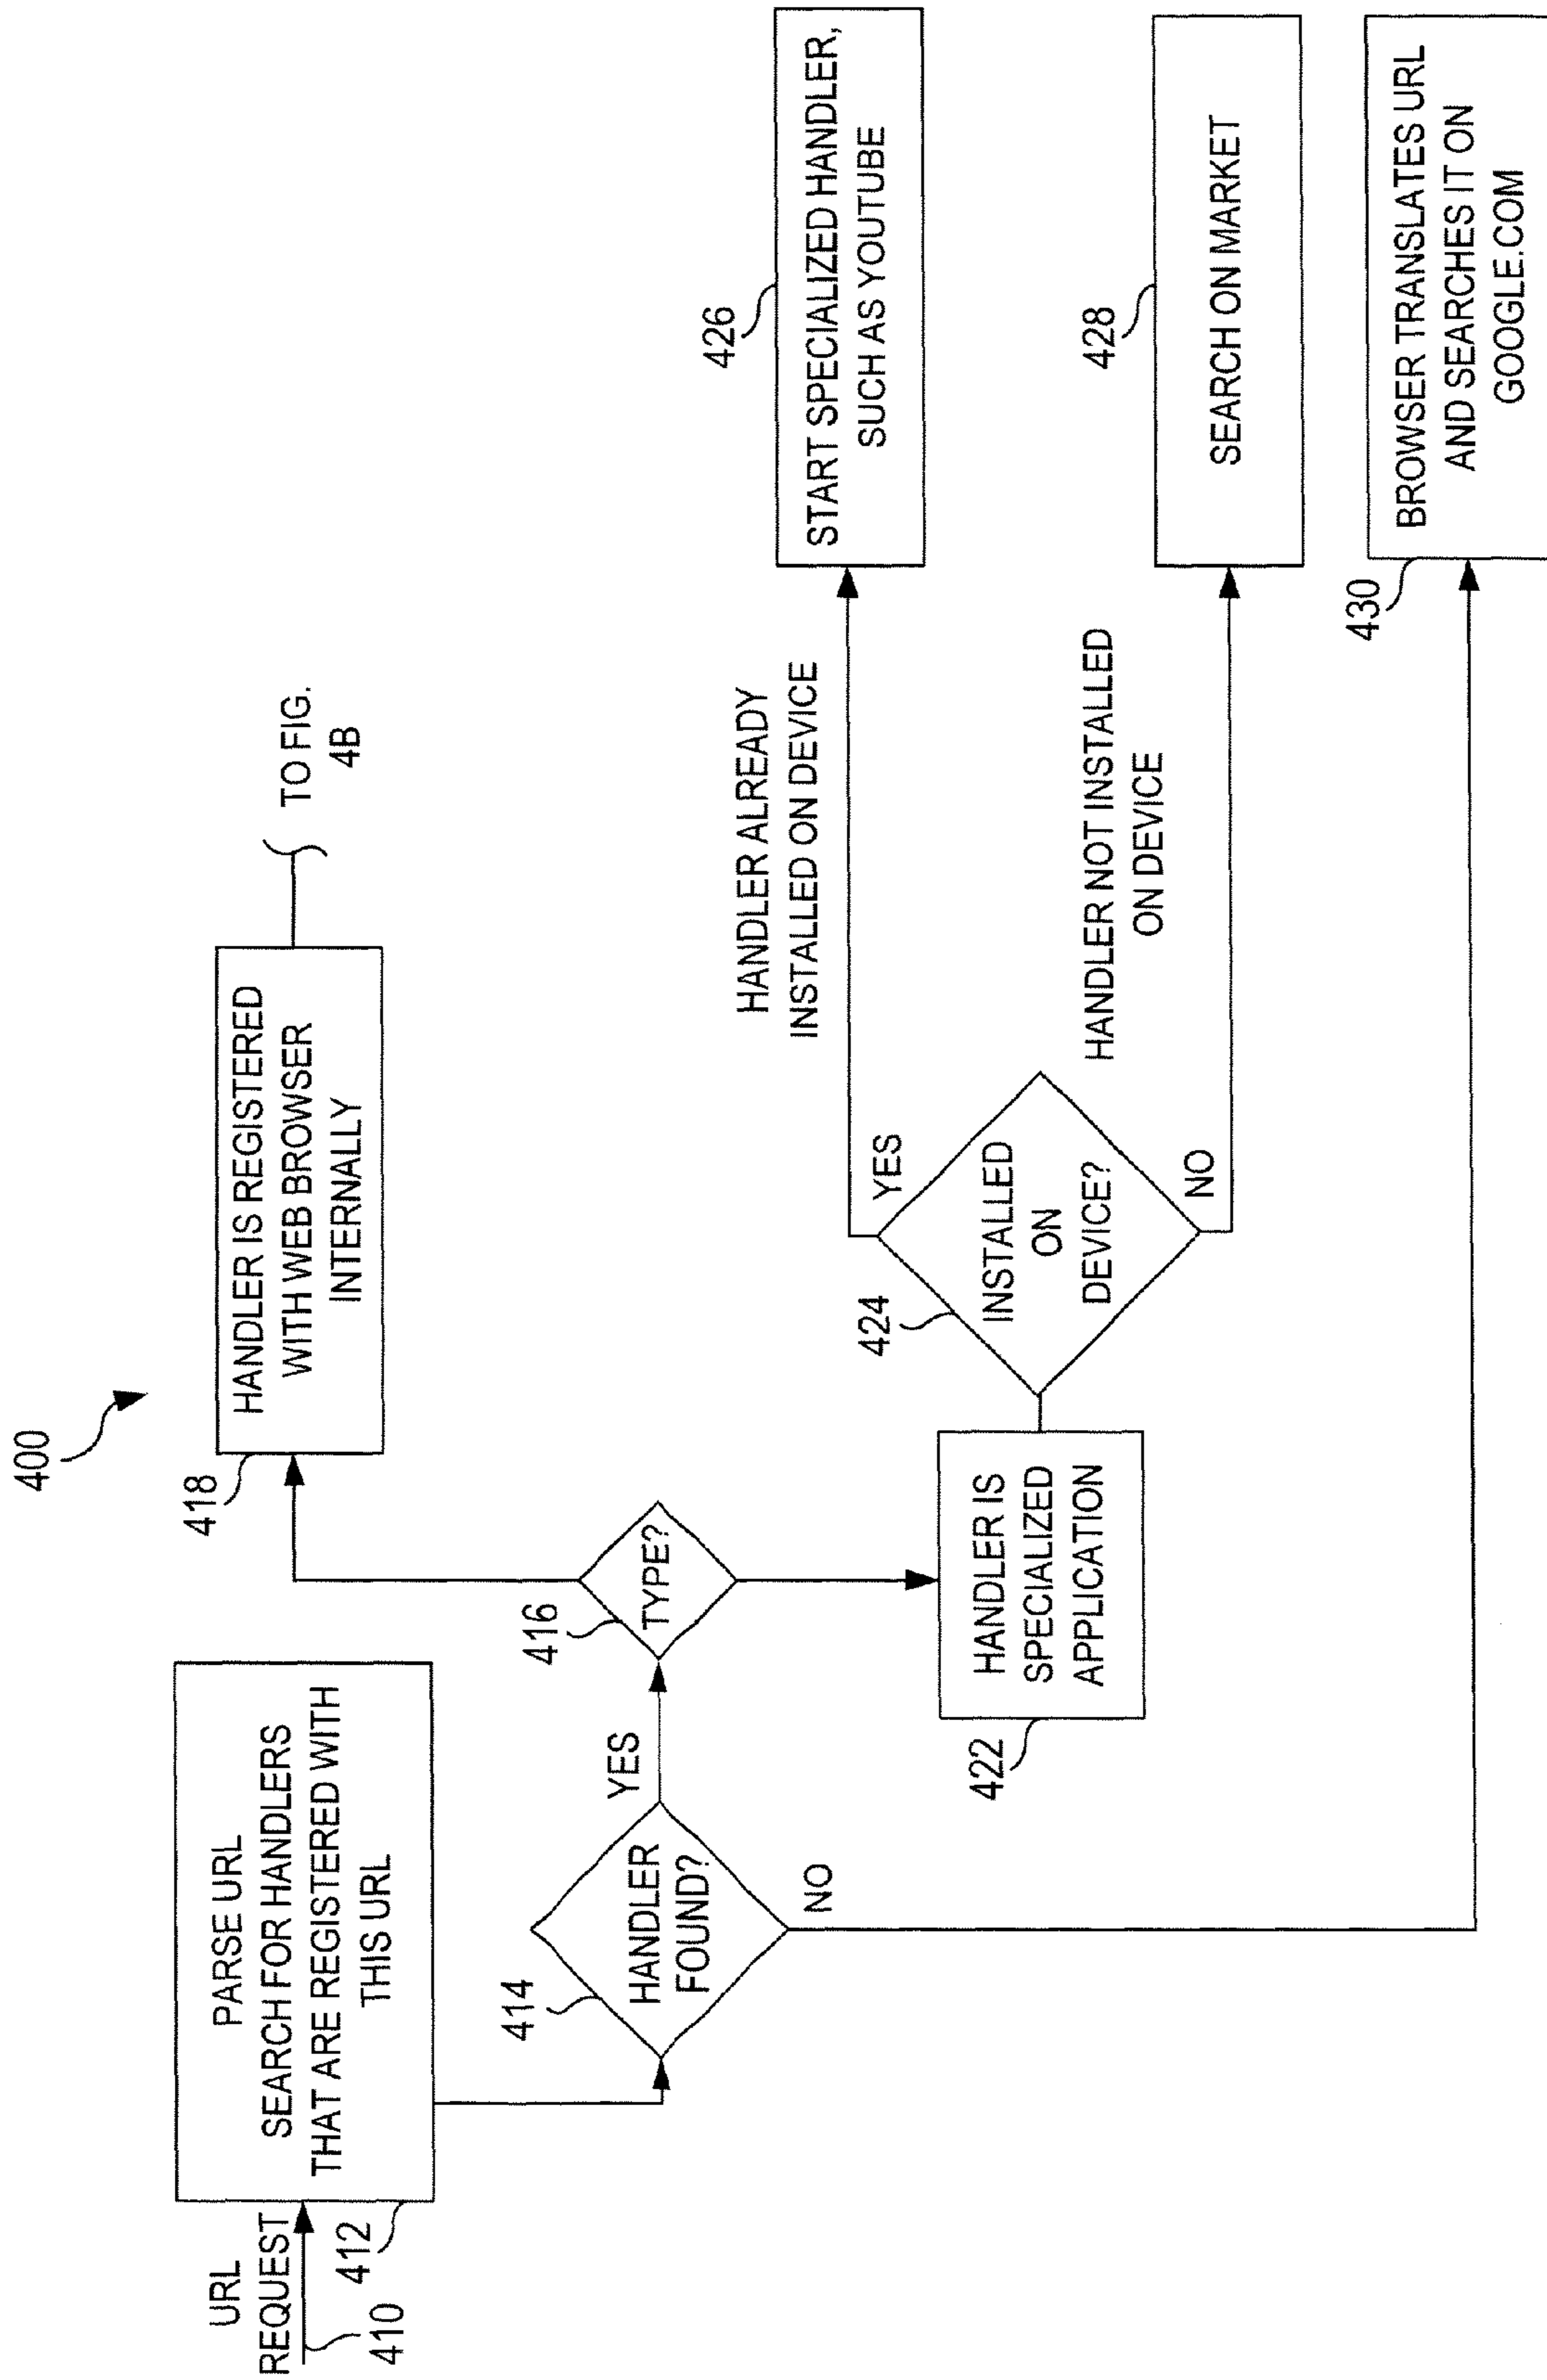 400
URL
REQUEST
410
412
PARSE URL
SEARCH FOR HANDLERS
THAT ARE REGISTERED WITH
THIS URL
414
HANDLER
FOUND?
YES
NO
416
TYPE?
418
HANDLER IS REGISTERED
WITH WEB BROWSER
INTERNALLY
TO FIG.
4B
422
HANDLER IS
SPECIALIZED
APPLICATION
424
INSTALLED
ON
DEVICE?
YES
NO
HANDLER ALREADY
INSTALLED ON DEVICE
HANDLER NOT INSTALLED
ON DEVICE
426
START SPECIALIZED HANDLER,
SUCH AS YOUTUBE
428
SEARCH ON MARKET
430
BROWSER TRANSLATES URL
AND SEARCHES IT ON
GOOGLE.COM